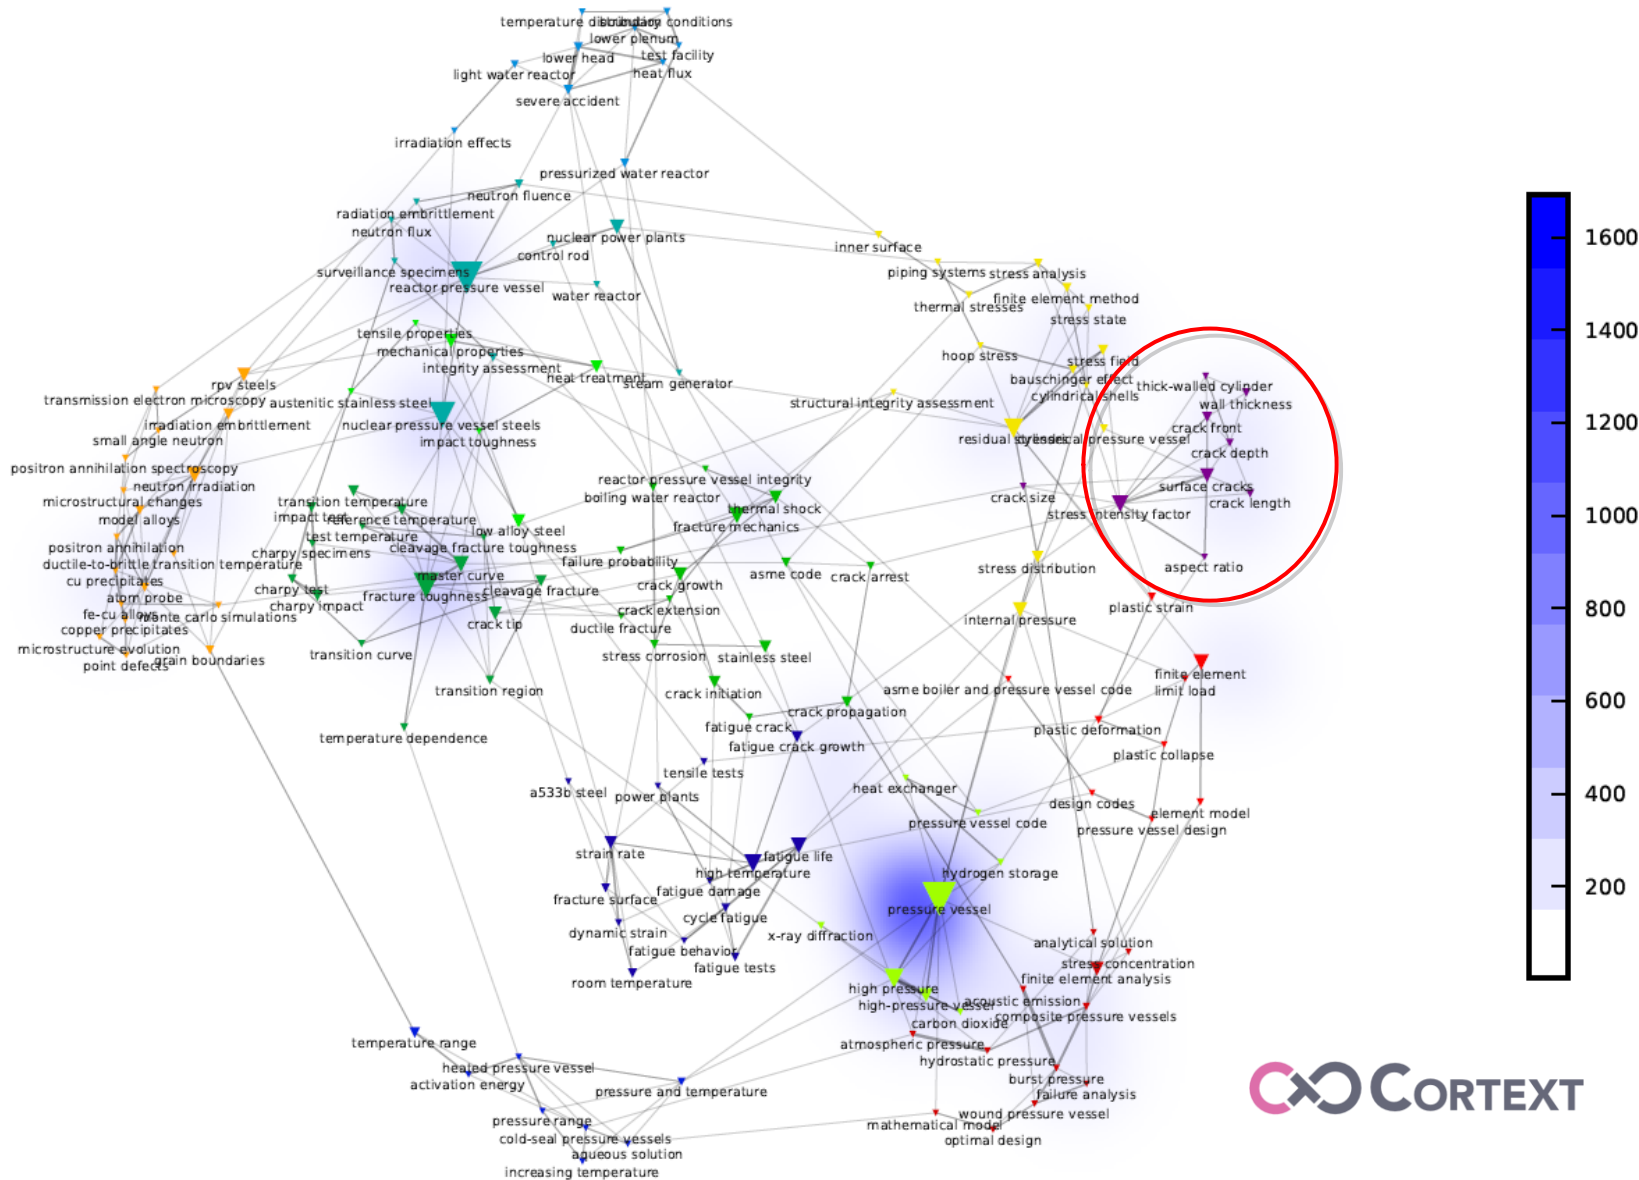 temperature distribution
boundary conditions
lower plenum
lower head
test facility
light water reactor
heat flux
severe accident
irradiation effects
pressurized water reactor
neutron fluence
radiation embrittlement
neutron flux
nuclear power plants
control rod
inner surface
surveillance specimens
piping systems
stress analysis
reactor pressure vessel
water reactor
finite element method
thermal stresses
stress state
tensile properties
mechanical properties
integrity assessment
hoop stress
stress field
heat treatment
steam generator
bauschinger effect
cylindrical shells
thick-walled cylinder
rpv steels
transmission electron microscopy
austenitic stainless steel
structural integrity assessment
wall thickness
irradiation embrittlement
nuclear pressure vessel steels
crack front
small angle neutron
impact toughness
residual stresses
cylindrical pressure vessel
crack depth
positron annihilation spectroscopy
neutron irradiation
reactor pressure vessel integrity
surface cracks
boiling water reactor
crack size
microstructural changes
transition temperature
thermal shock
crack length
model alloys
impact test
reference temperature
fracture mechanics
stress intensity factor
test temperature
low alloy steel
positron annihilation
charpy specimens
cleavage fracture toughness
ductile-to-brittle transition temperature
failure probability
asme code
crack arrest
stress distribution
aspect ratio
cu precipitates
master curve
charpy test
crack growth
atom probe
fracture toughness
cleavage fracture
charpy impact
crack extension
plastic strain
fe-cu alloys
monte carlo simulations
crack tip
ductile fracture
internal pressure
copper precipitates
microstructure evolution
transition curve
stress corrosion
stainless steel
point defects
grain boundaries
finite element
transition region
crack initiation
asme boiler and pressure vessel code
limit load
crack propagation
temperature dependence
fatigue crack
plastic deformation
fatigue crack growth
plastic collapse
tensile tests
a533b steel
power plants
heat exchanger
design codes
element model
pressure vessel code
pressure vessel design
strain rate
fatigue life
high temperature
hydrogen storage
fatigue damage
fracture surface
pressure vessel
cycle fatigue
dynamic strain
x-ray diffraction
analytical solution
fatigue behavior
fatigue tests
stress concentration
room temperature
finite element analysis
high pressure
high-pressure vessel
acoustic emission
composite pressure vessels
carbon dioxide
temperature range
atmospheric pressure
hydrostatic pressure
heated pressure vessel
activation energy
pressure and temperature
burst pressure
failure analysis
pressure range
wound pressure vessel
mathematical model
cold-seal pressure vessels
optimal design
aqueous solution
increasing temperature
1600
1400
1200
1000
800
600
400
200
CORTEXT